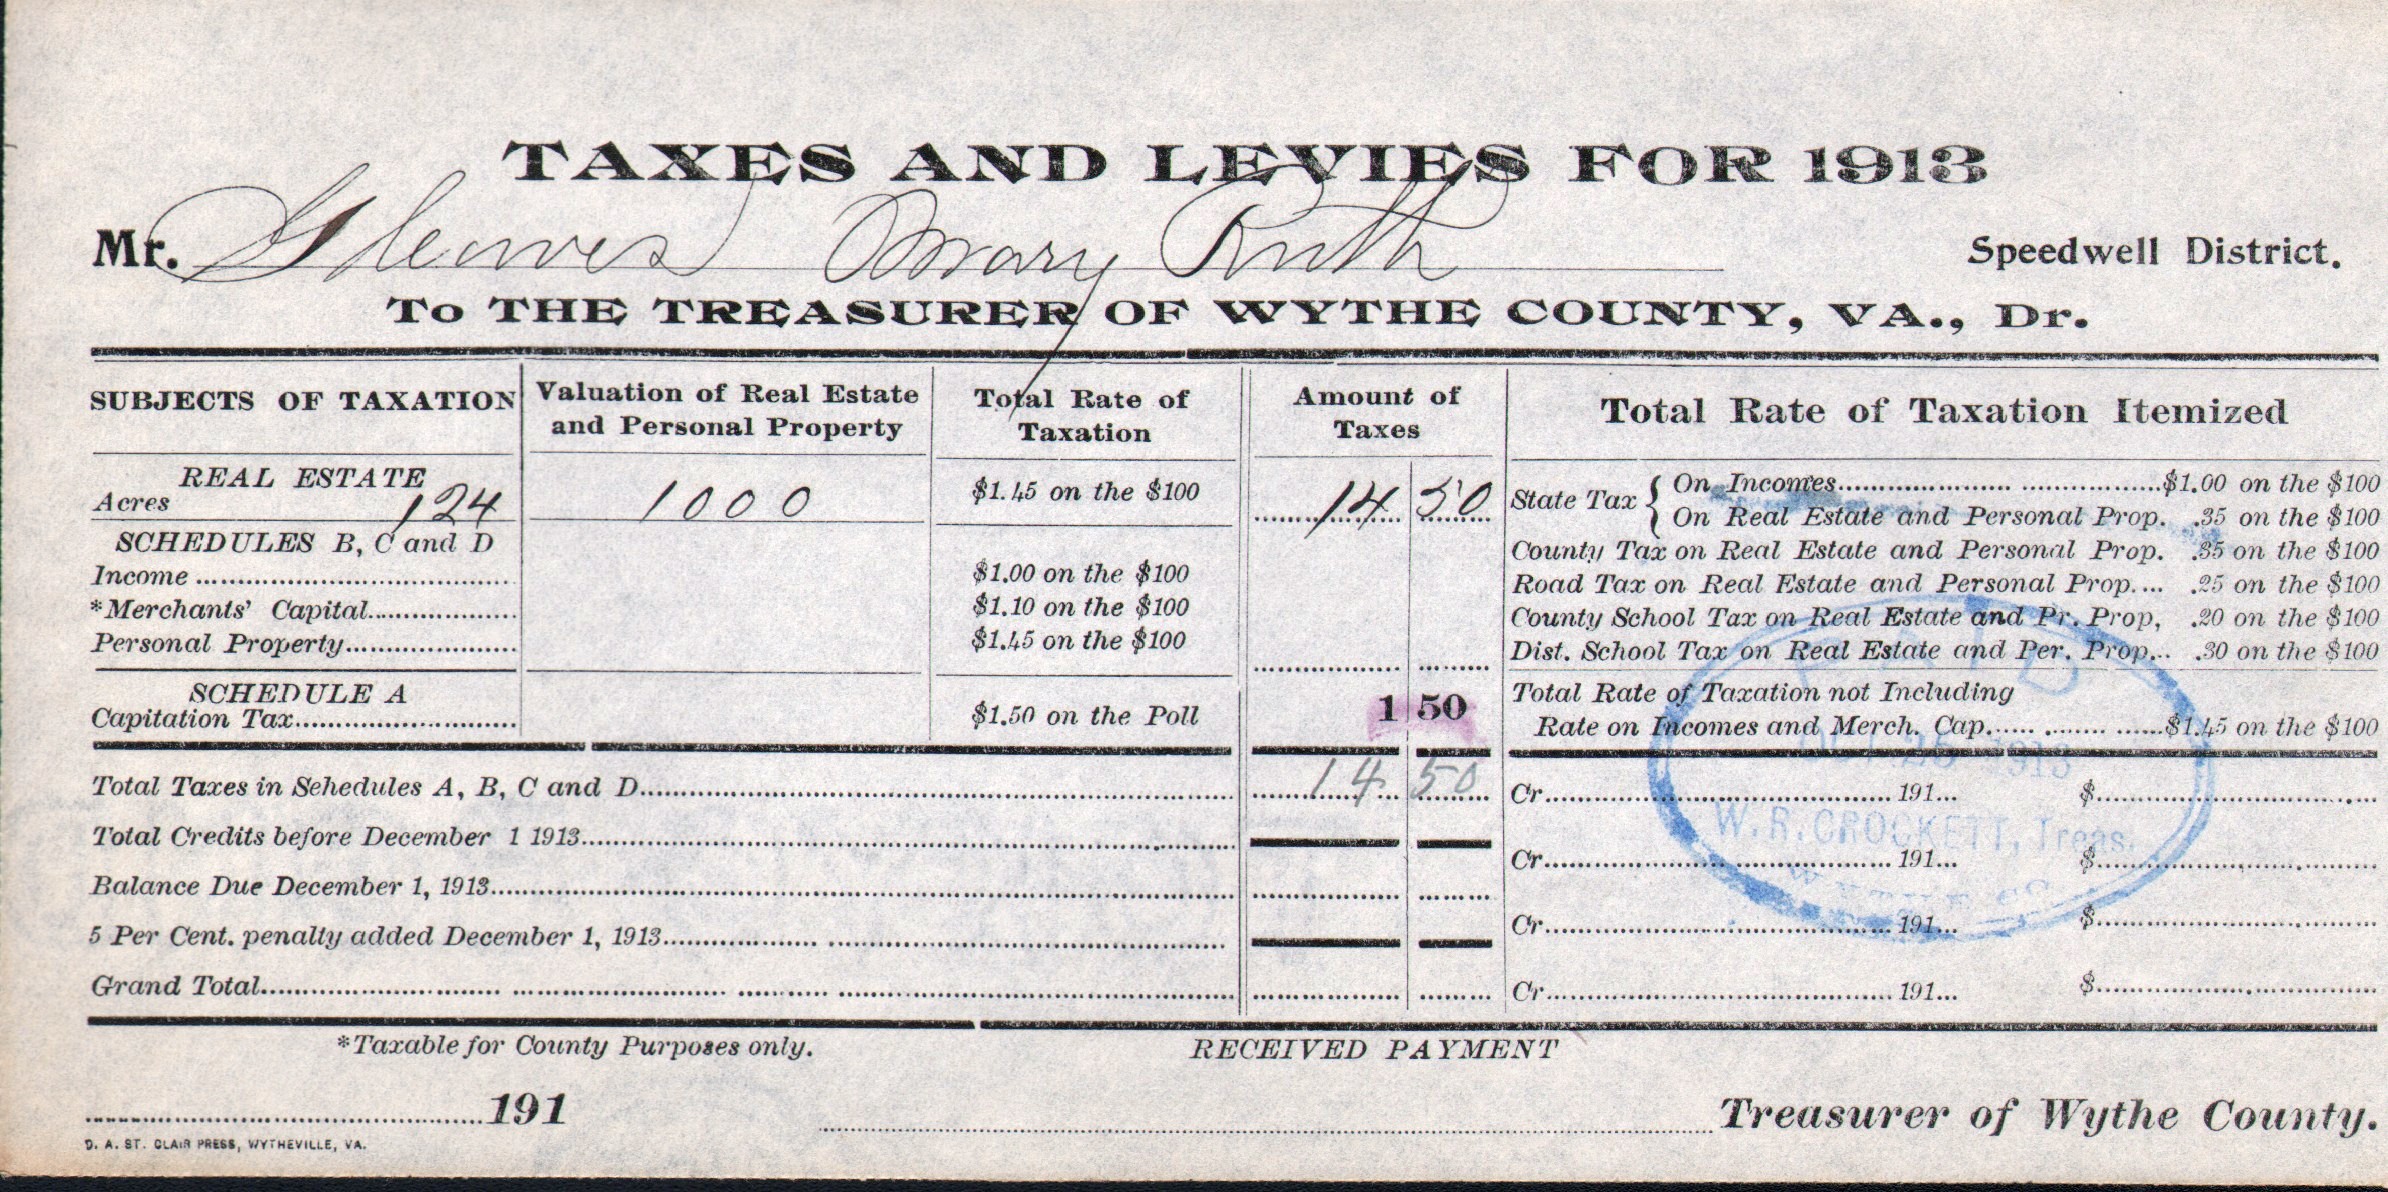 TAXES AND LEVIES FOR 1913
Mr. Gleaves Mary Ruth Speedwell District.
To THE TREASURER OF WYTHE COUNTY, VA., Dr.
SUBJECTS OF TAXATION
Valuation of Real Estate
and Personal Property
Total Rate of
Taxation
Amount of
Taxes
Total Rate of Taxation Itemized
REAL ESTATE
Acres 124 1000 $1.45 on the $100 14 50
SCHEDULES B, C and D
Income $1.00 on the $100
*Merchants' Capital $1.10 on the $100
Personal Property $1.45 on the $100
SCHEDULE A
Capitation Tax $1.50 on the Poll 1 50
State Tax { On Incomes $1.00 on the $100
On Real Estate and Personal Prop. .35 on the $100
County Tax on Real Estate and Personal Prop. .35 on the $100
Road Tax on Real Estate and Personal Prop.... .25 on the $100
County School Tax on Real Estate and Pr. Prop, .20 on the $100
Dist. School Tax on Real Estate and Per. Prop... .30 on the $100
Total Rate of Taxation not Including
Rate on Incomes and Merch. Cap. $1.45 on the $100
Total Taxes in Schedules A, B, C and D 14 50
Total Credits before December 1 1913
Balance Due December 1, 1913
5 Per Cent. penalty added December 1, 1913
Grand Total
Cr. 191... $
Cr. 191... $
Cr. 191... $
Cr. 191... $
PAID
1913
W. R. CROCKETT, Treas.
WYTHE CO.
*Taxable for County Purposes only.
RECEIVED PAYMENT
191
Treasurer of Wythe County.
D. A. ST. CLAIR PRESS, WYTHEVILLE, VA.